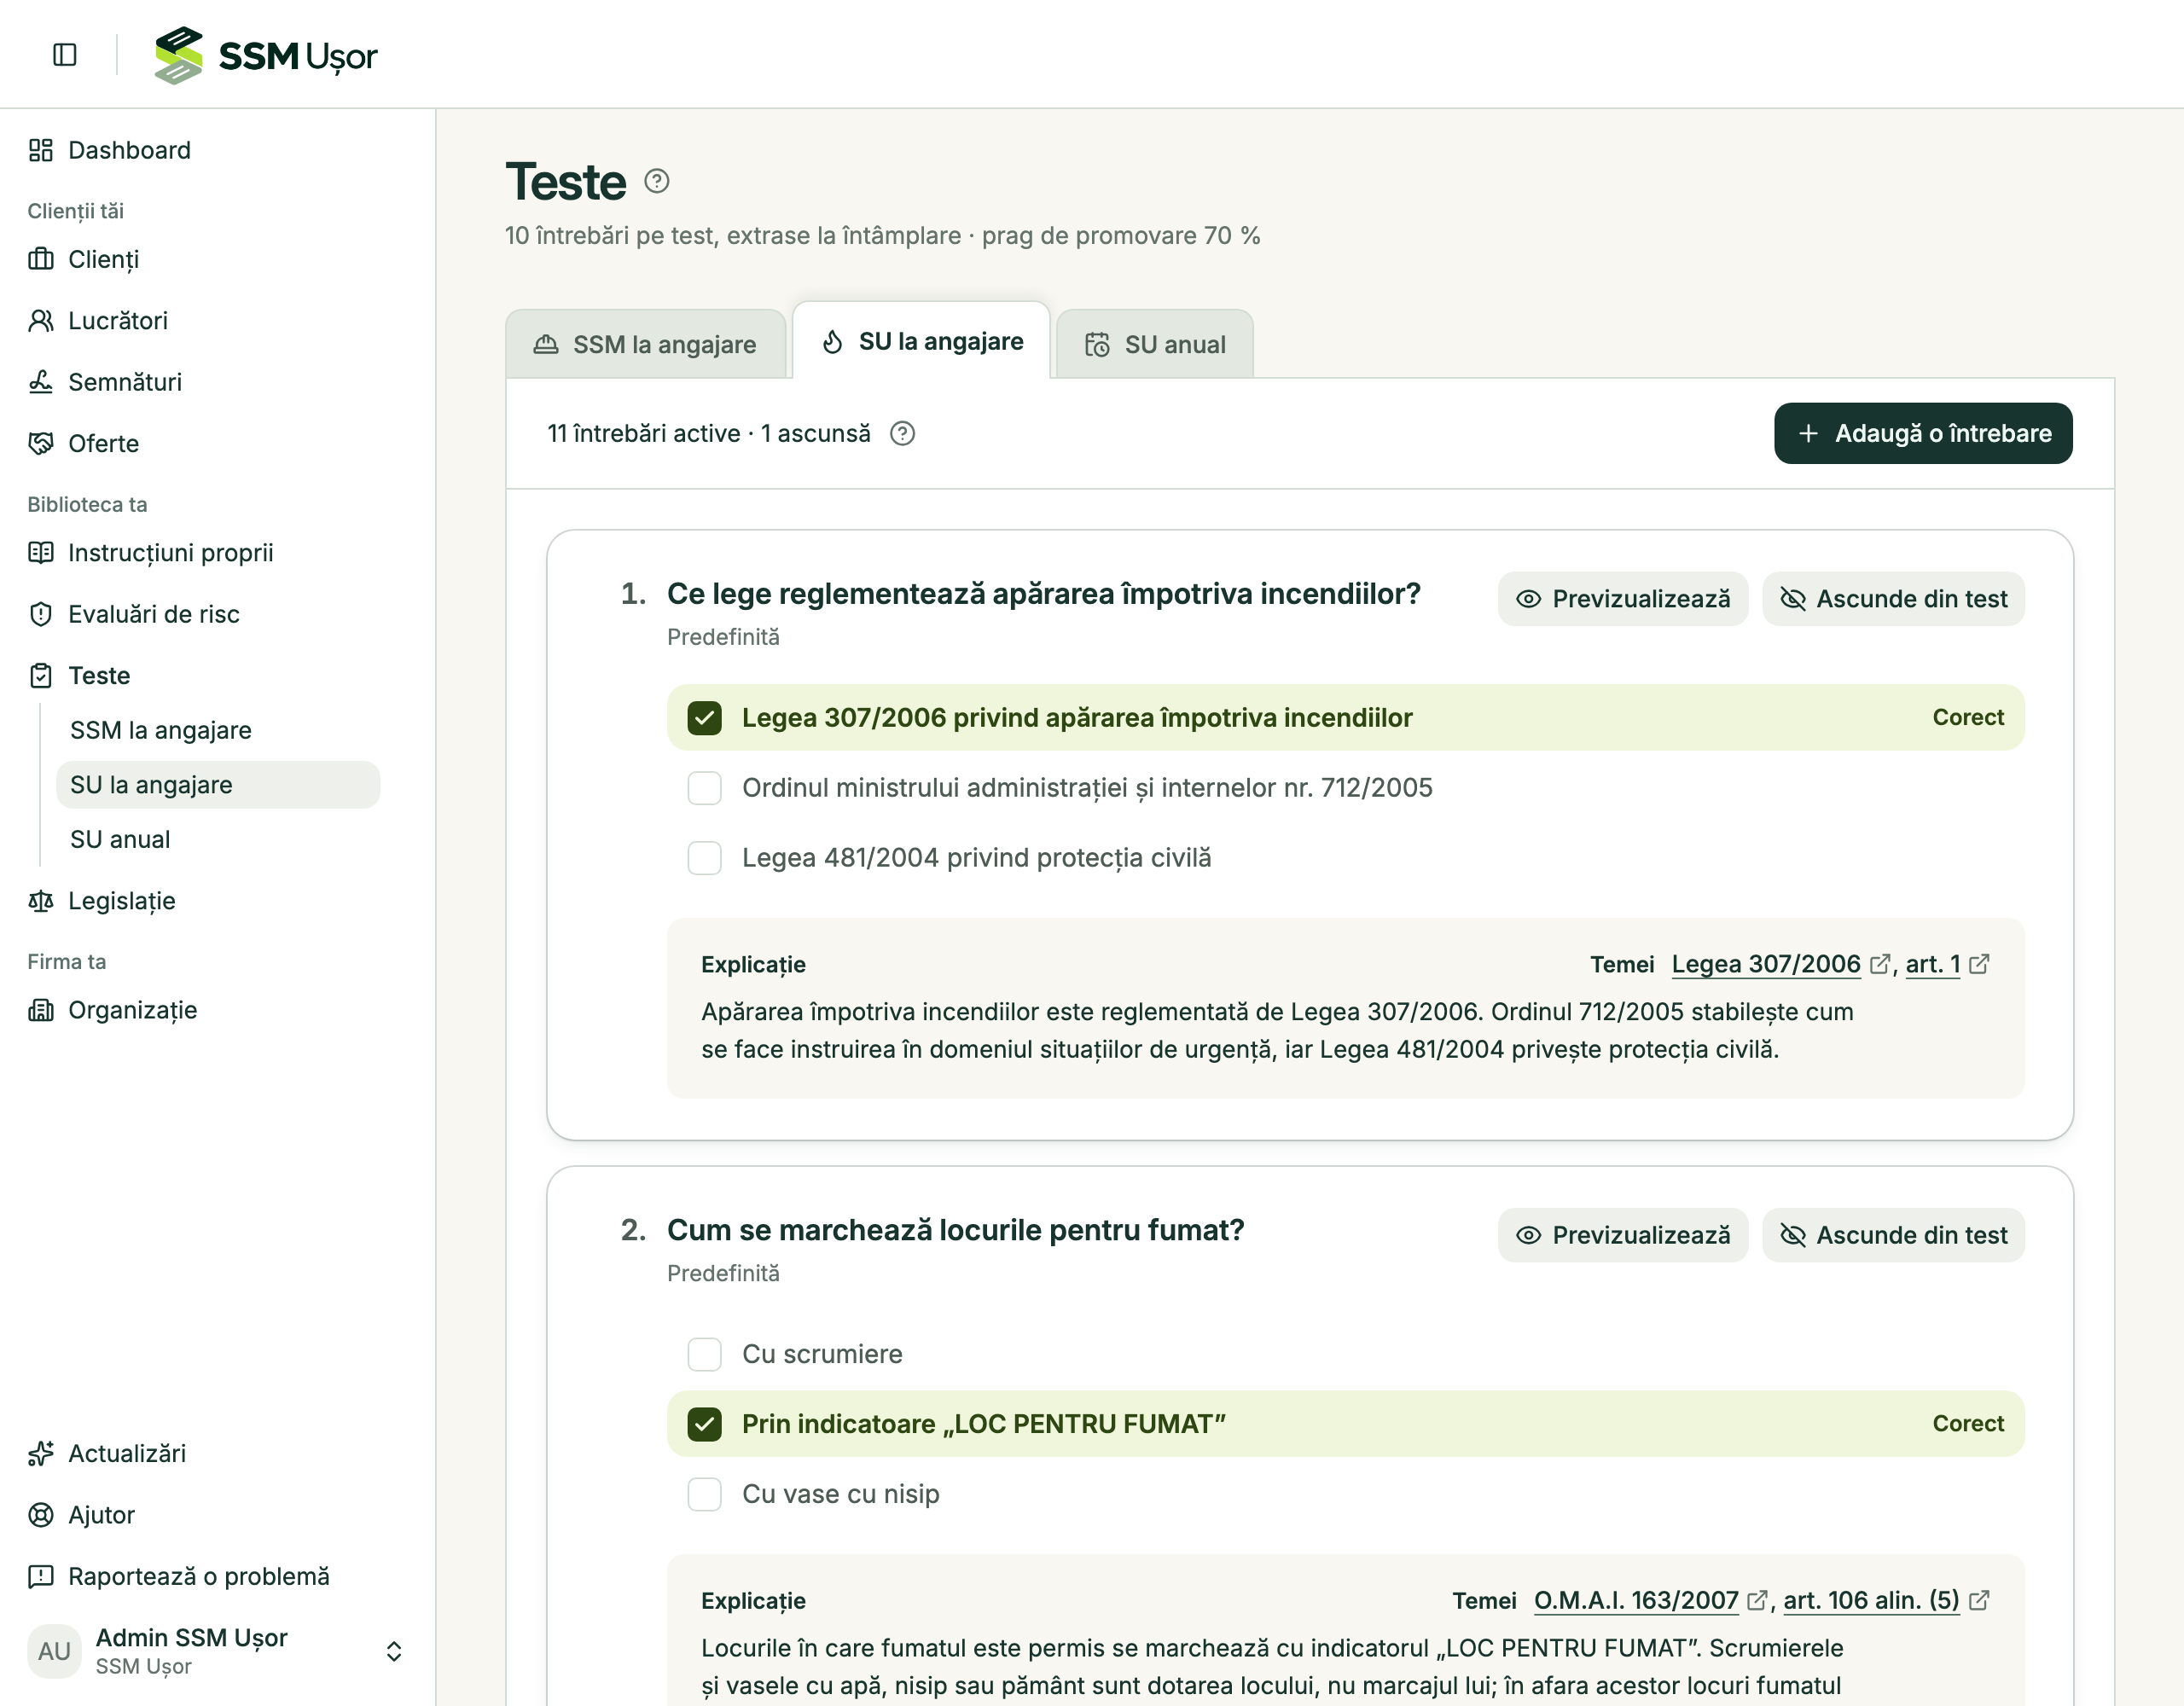 SSM Ușor
Dashboard
Clienții tăi
Clienți
Lucrători
Semnături
Oferte
Biblioteca ta
Instrucțiuni proprii
Evaluări de risc
Teste
SSM la angajare
SU la angajare
SU anual
Legislație
Firma ta
Organizație
Actualizări
Ajutor
Raportează o problemă
AU
Admin SSM Ușor
SSM Ușor
Teste
10 întrebări pe test, extrase la întâmplare · prag de promovare 70 %
SSM la angajare
SU la angajare
SU anual
11 întrebări active · 1 ascunsă
Adaugă o întrebare
1. Ce lege reglementează apărarea împotriva incendiilor?
Previzualizează
Ascunde din test
Predefinită
Legea 307/2006 privind apărarea împotriva incendiilor Corect
Ordinul ministrului administrației și internelor nr. 712/2005
Legea 481/2004 privind protecția civilă
Explicație Temei Legea 307/2006, art. 1
Apărarea împotriva incendiilor este reglementată de Legea 307/2006. Ordinul 712/2005 stabilește cum
se face instruirea în domeniul situațiilor de urgență, iar Legea 481/2004 privește protecția civilă.
2. Cum se marchează locurile pentru fumat?
Previzualizează
Ascunde din test
Predefinită
Cu scrumiere
Prin indicatoare „LOC PENTRU FUMAT” Corect
Cu vase cu nisip
Explicație Temei O.M.A.I. 163/2007, art. 106 alin. (5)
Locurile în care fumatul este permis se marchează cu indicatorul „LOC PENTRU FUMAT”. Scrumierele
și vasele cu apă, nisip sau pământ sunt dotarea locului, nu marcajul lui; în afara acestor locuri fumatul